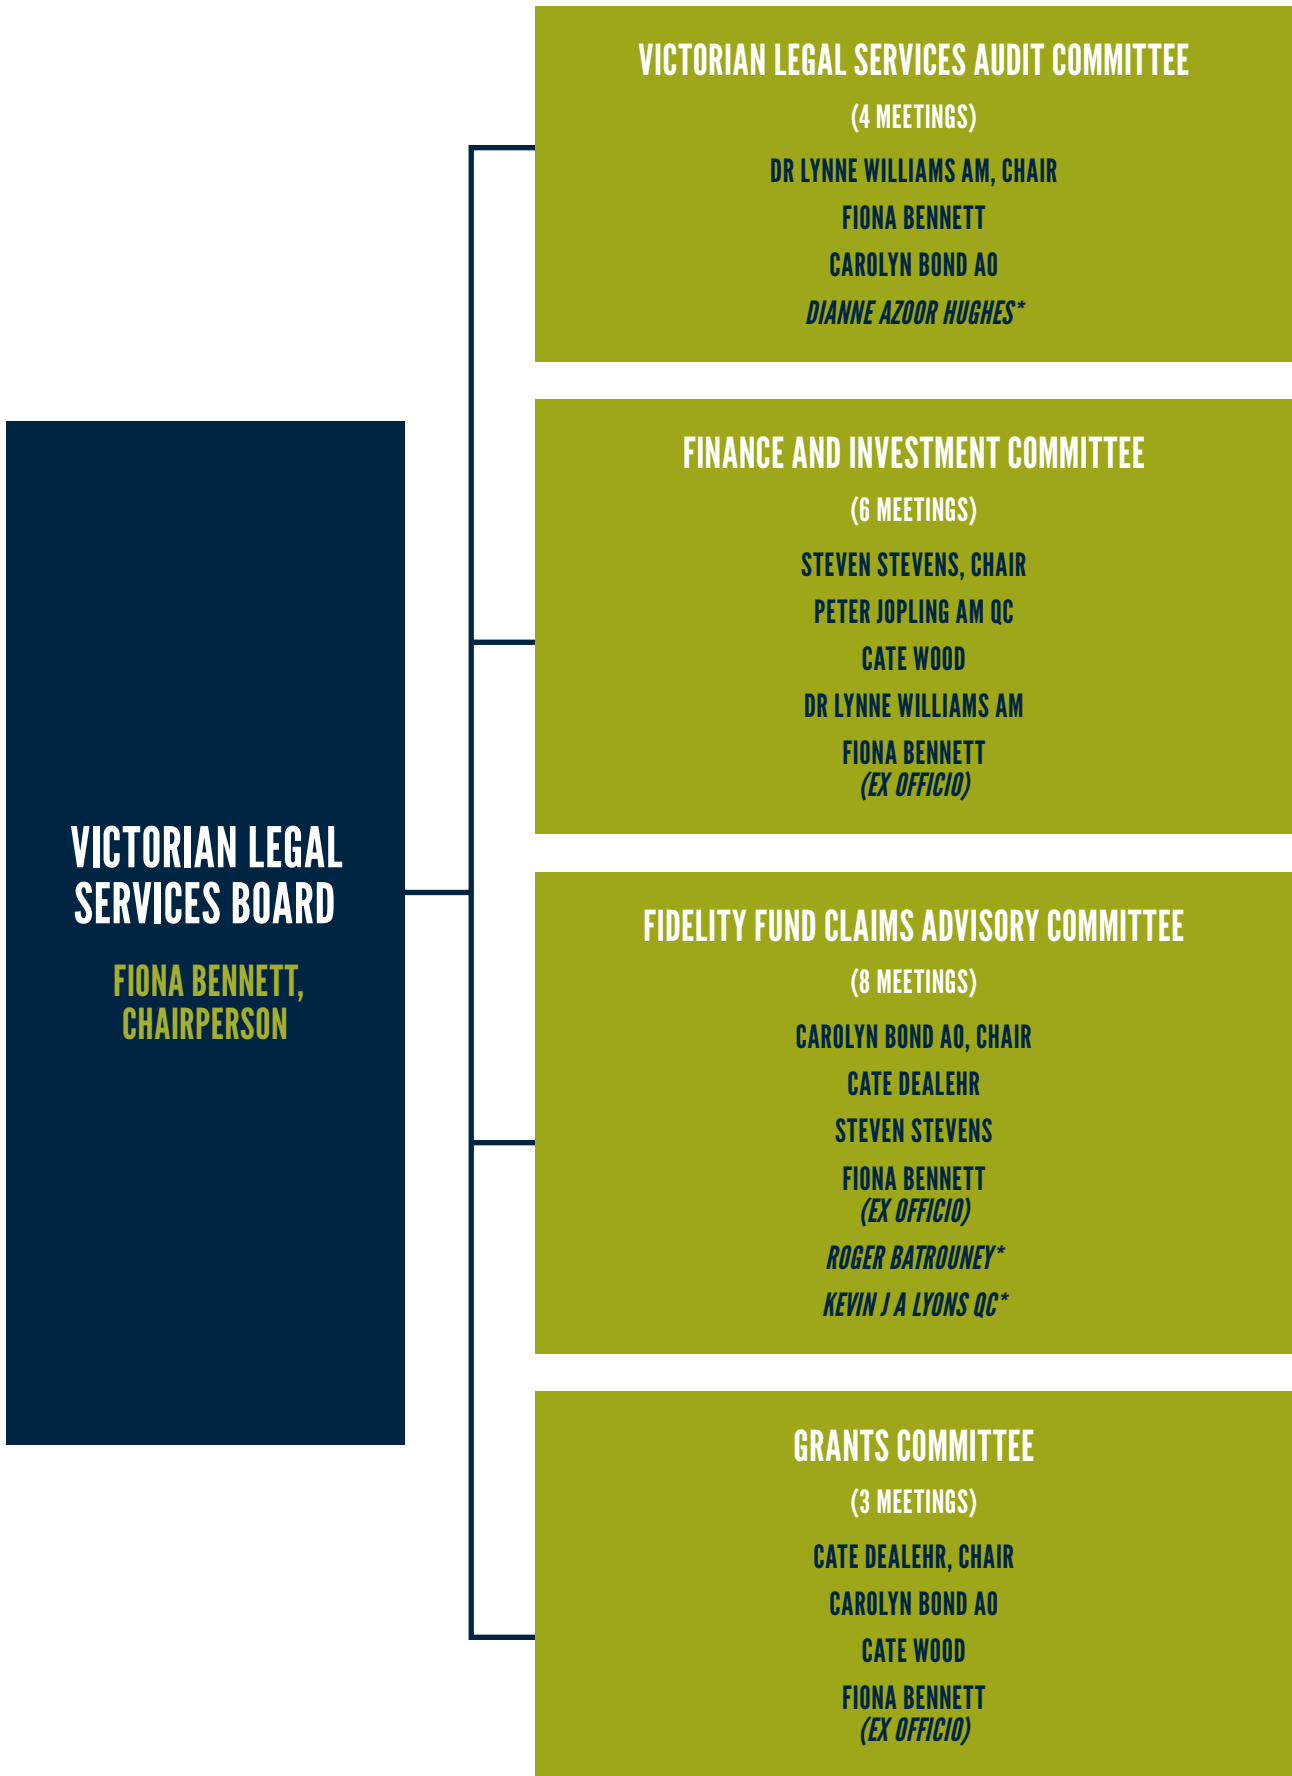 VICTORIAN LEGAL
SERVICES BOARD
FIONA BENNETT,
CHAIRPERSON
VICTORIAN LEGAL SERVICES AUDIT COMMITTEE
(4 MEETINGS)
DR LYNNE WILLIAMS AM, CHAIR
FIONA BENNETT
CAROLYN BOND AO
DIANNE AZOOR HUGHES*
FINANCE AND INVESTMENT COMMITTEE
(6 MEETINGS)
STEVEN STEVENS, CHAIR
PETER JOPLING AM QC
CATE WOOD
DR LYNNE WILLIAMS AM
FIONA BENNETT
(EX OFFICIO)
FIDELITY FUND CLAIMS ADVISORY COMMITTEE
(8 MEETINGS)
CAROLYN BOND AO, CHAIR
CATE DEALEHR
STEVEN STEVENS
FIONA BENNETT
(EX OFFICIO)
ROGER BATROUNEY*
KEVIN J A LYONS QC*
GRANTS COMMITTEE
(3 MEETINGS)
CATE DEALEHR, CHAIR
CAROLYN BOND AO
CATE WOOD
FIONA BENNETT
(EX OFFICIO)